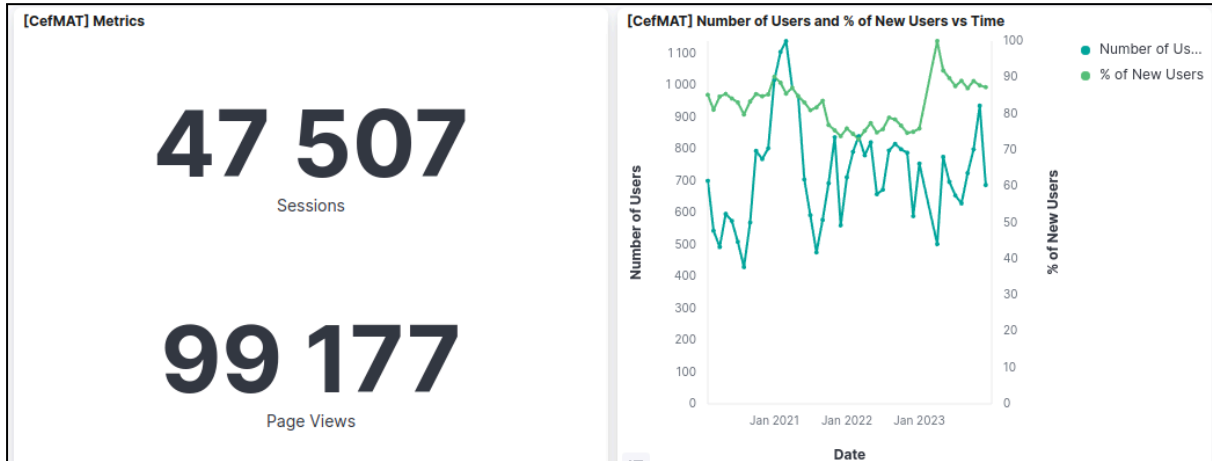 [CefMAT] Metrics
47 507
Sessions
99 177
Page Views
[CefMAT] Number of Users and % of New Users vs Time
Number of Users
1 100
1 000
900
800
700
600
500
400
300
200
100
0
100
90
80
70
60
50
40
30
20
10
0
% of New Users
Jan 2021 Jan 2022 Jan 2023
Date
Number of Us...
% of New Users